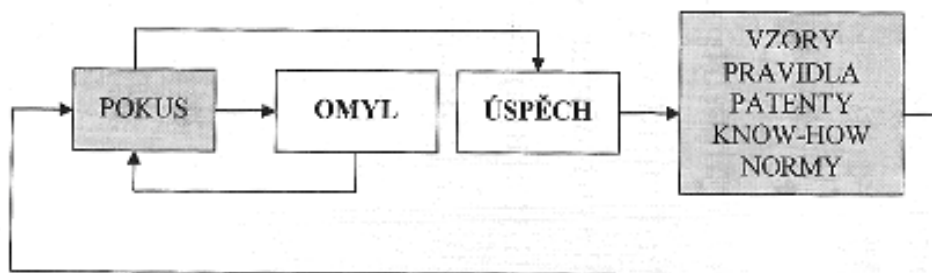 POKUS
OMYL
ÚSPĚCH
VZORY
PRAVIDLA
PATENTY
KNOW-HOW
NORMY